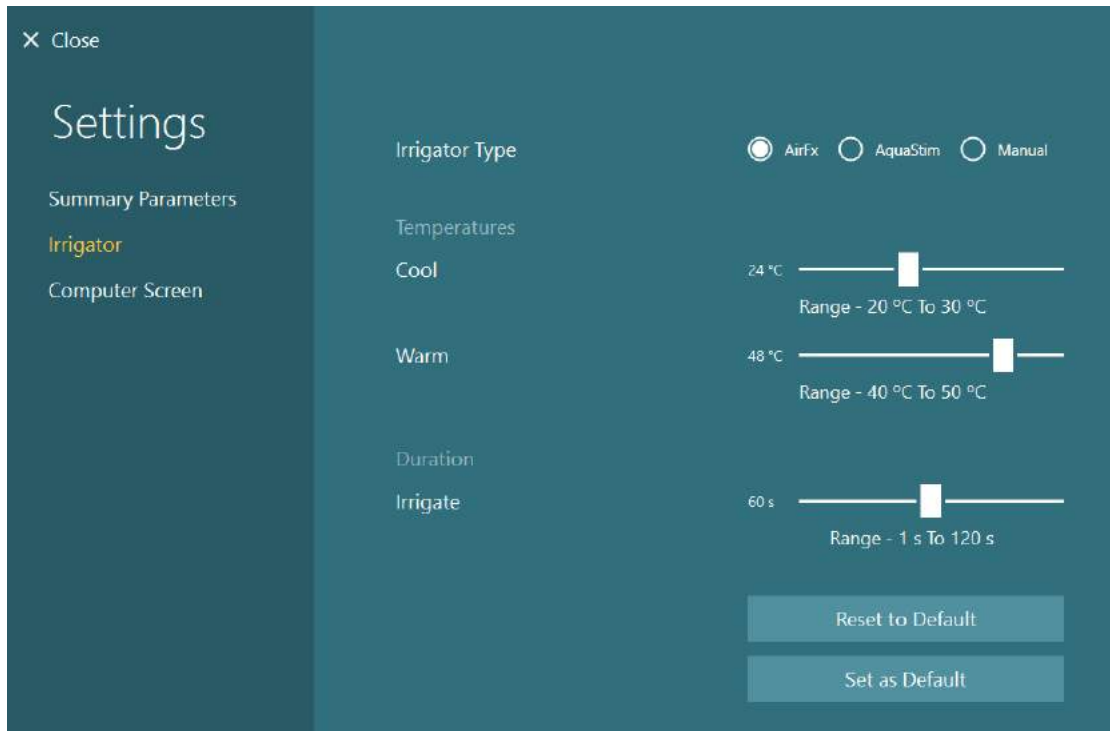 Close
Settings
Summary Parameters
Irrigator
Computer Screen
Irrigator Type
AirFx
AquaStim
Manual
Temperatures
Cool
24 °C
Range - 20 °C To 30 °C
Warm
48 °C
Range - 40 °C To 50 °C
Duration
Irrigate
60 s
Range - 1 s To 120 s
Reset to Default
Set as Default